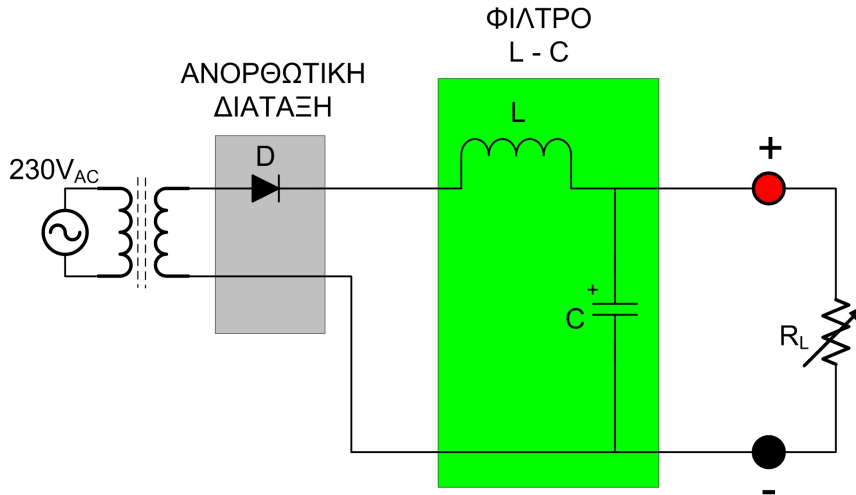 ΦΙΛΤΡΟ
L - C
ΑΝΟΡΘΩΤΙΚΗ
ΔΙΑΤΑΞΗ
L
D
230VAC
+
+
C
RL
-